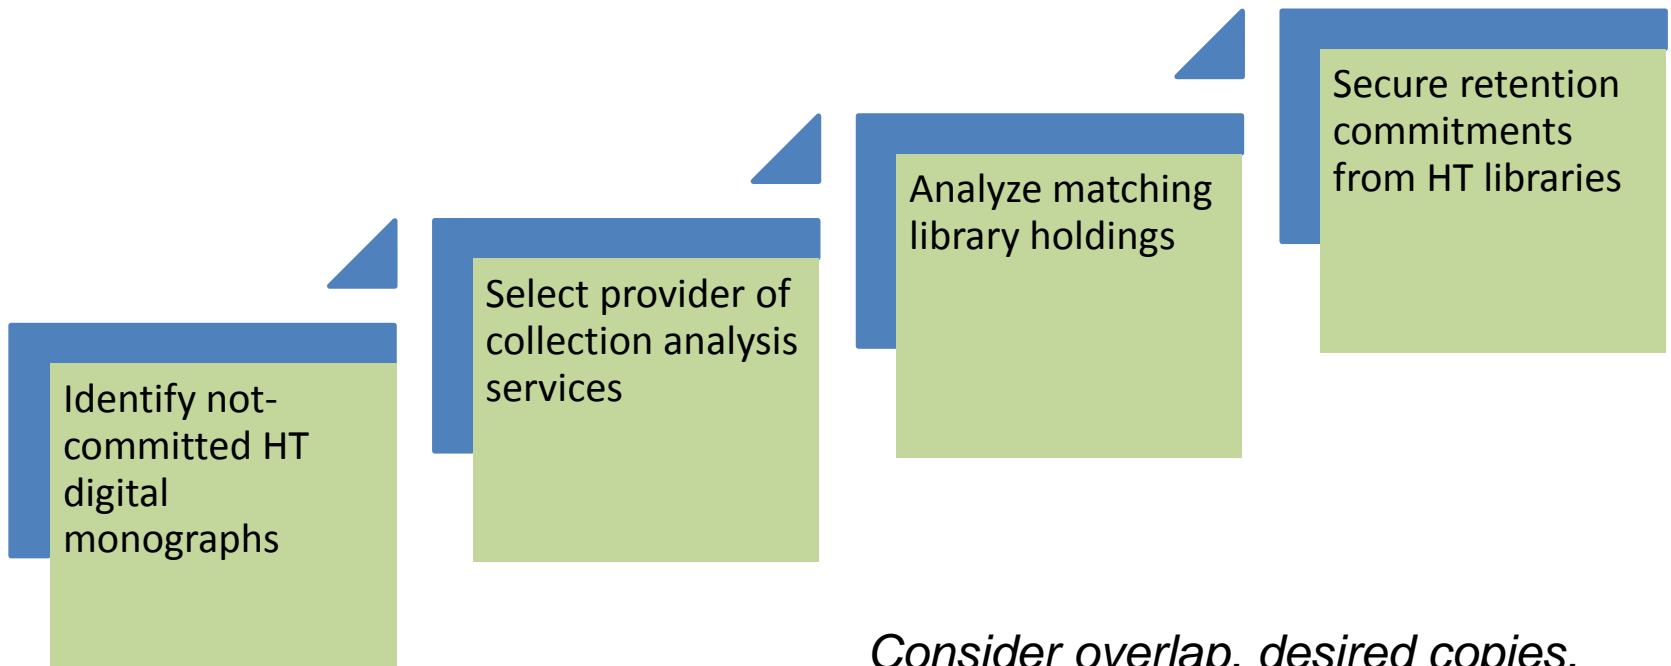 Identify not-
committed HT
digital
monographs
Select provider of
collection analysis
services
Analyze matching
library holdings
Secure retention
commitments
from HT libraries
Consider overlap, desired copies,